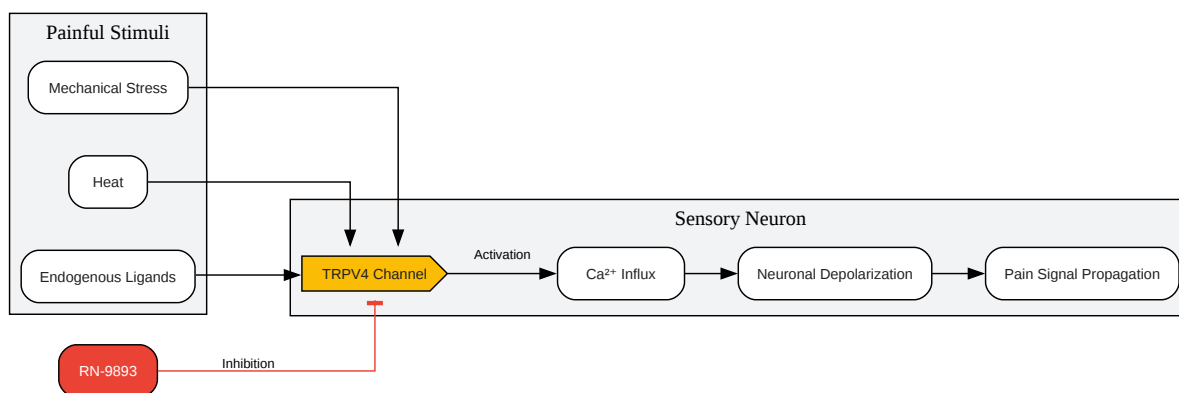 Painful Stimuli
Mechanical Stress
Heat
Endogenous Ligands
Sensory Neuron
TRPV4 Channel
Activation
Ca²⁺ Influx
Neuronal Depolarization
Pain Signal Propagation
RN-9893
Inhibition